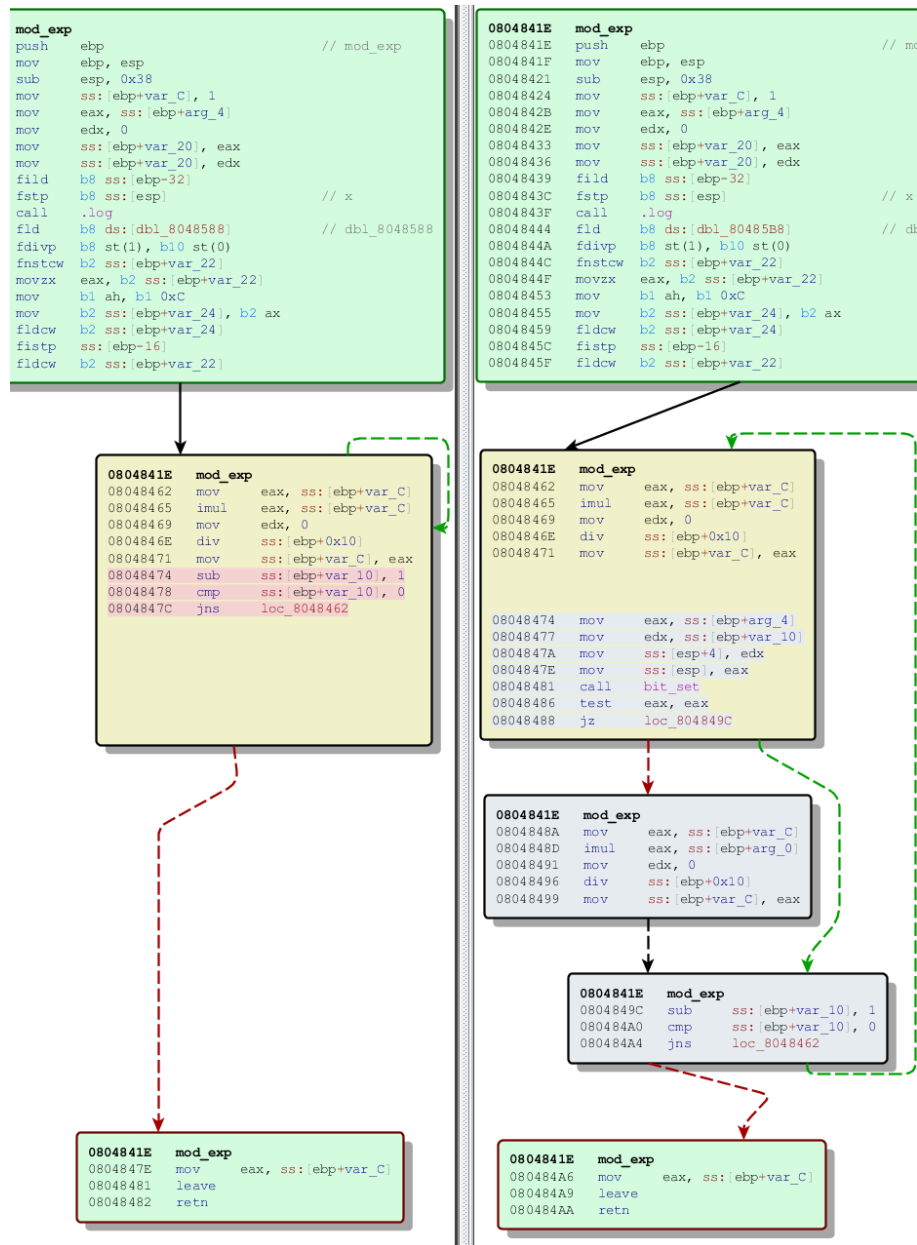 mod_exp
push ebp // mod_exp
mov ebp, esp
sub esp, 0x38
mov ss:[ebp+var_C], 1
mov eax, ss:[ebp+arg_4]
mov edx, 0
mov ss:[ebp+var_20], eax
mov ss:[ebp+var_20], edx
fild b8 ss:[ebp-32]
fstp b8 ss:[esp] // x
call .log
fld b8 ds:[dbl_8048588] // dbl_8048588
fdivp b8 st(1), b10 st(0)
fnstcw b2 ss:[ebp+var_22]
movzx eax, b2 ss:[ebp+var_22]
mov b1 ah, b1 0xC
mov b2 ss:[ebp+var_24], b2 ax
fldcw b2 ss:[ebp+var_24]
fistp ss:[ebp-16]
fldcw b2 ss:[ebp+var_22]
0804841E mod_exp
08048462 mov eax, ss:[ebp+var_C]
08048465 imul eax, ss:[ebp+var_C]
08048469 mov edx, 0
0804846E div ss:[ebp+0x10]
08048471 mov ss:[ebp+var_C], eax
08048474 sub ss:[ebp+var_10], 1
08048478 cmp ss:[ebp+var_10], 0
0804847C jns loc_8048462
0804841E mod_exp
0804847E mov eax, ss:[ebp+var_C]
08048481 leave
08048482 retn
0804841E mod_exp
0804841E push ebp // mo
0804841F mov ebp, esp
08048421 sub esp, 0x38
08048424 mov ss:[ebp+var_C], 1
0804842B mov eax, ss:[ebp+arg_4]
0804842E mov edx, 0
08048433 mov ss:[ebp+var_20], eax
08048436 mov ss:[ebp+var_20], edx
08048439 fild b8 ss:[ebp-32]
0804843C fstp b8 ss:[esp] // x
0804843F call .log
08048444 fld b8 ds:[dbl_80485B8] // db
0804844A fdivp b8 st(1), b10 st(0)
0804844C fnstcw b2 ss:[ebp+var_22]
0804844F movzx eax, b2 ss:[ebp+var_22]
08048453 mov b1 ah, b1 0xC
08048455 mov b2 ss:[ebp+var_24], b2 ax
08048459 fldcw b2 ss:[ebp+var_24]
0804845C fistp ss:[ebp-16]
0804845F fldcw b2 ss:[ebp+var_22]
0804841E mod_exp
08048462 mov eax, ss:[ebp+var_C]
08048465 imul eax, ss:[ebp+var_C]
08048469 mov edx, 0
0804846E div ss:[ebp+0x10]
08048471 mov ss:[ebp+var_C], eax
08048474 mov eax, ss:[ebp+arg_4]
08048477 mov edx, ss:[ebp+var_10]
0804847A mov ss:[esp+4], edx
0804847E mov ss:[esp], eax
08048481 call bit_set
08048486 test eax, eax
08048488 jz loc_804849C
0804841E mod_exp
0804848A mov eax, ss:[ebp+var_C]
0804848D imul eax, ss:[ebp+arg_0]
08048491 mov edx, 0
08048496 div ss:[ebp+0x10]
08048499 mov ss:[ebp+var_C], eax
0804841E mod_exp
0804849C sub ss:[ebp+var_10], 1
080484A0 cmp ss:[ebp+var_10], 0
080484A4 jns loc_8048462
0804841E mod_exp
080484A6 mov eax, ss:[ebp+var_C]
080484A9 leave
080484AA retn